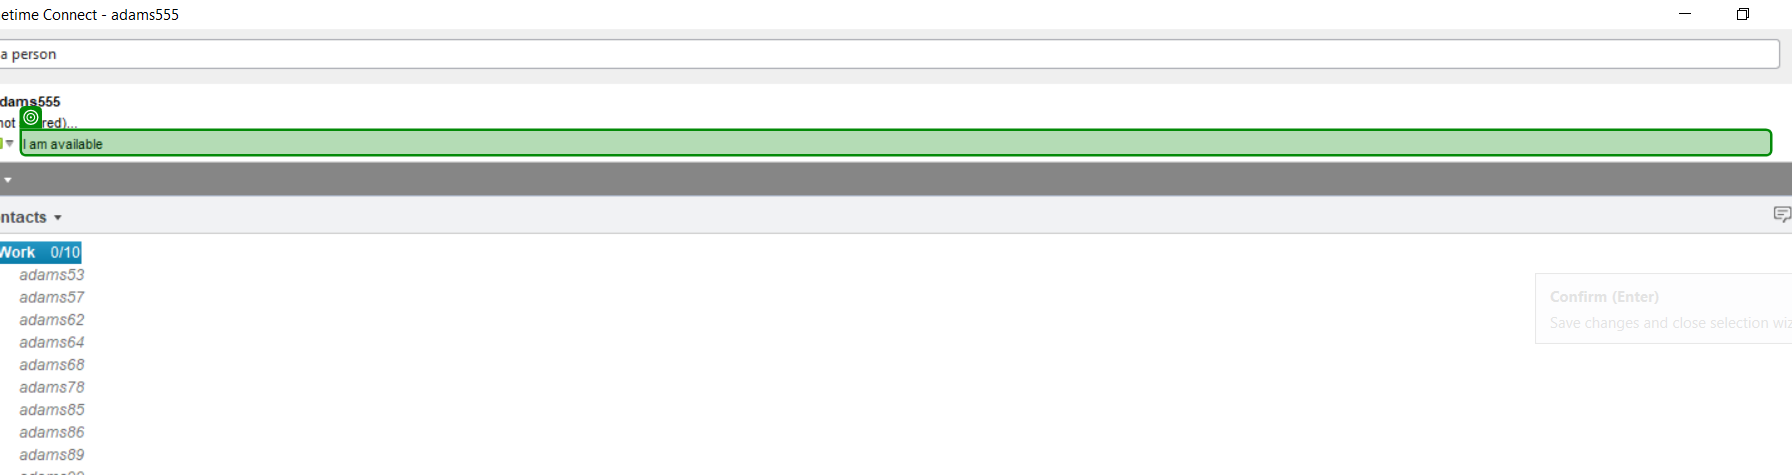 etime Connect - adams555
a person
dams555
not red)...
I am available
ntacts
Work 0/10
adams53
adams57
adams62
adams64
adams68
adams78
adams85
adams86
adams89
Confirm (Enter)
Save changes and close selection wiz